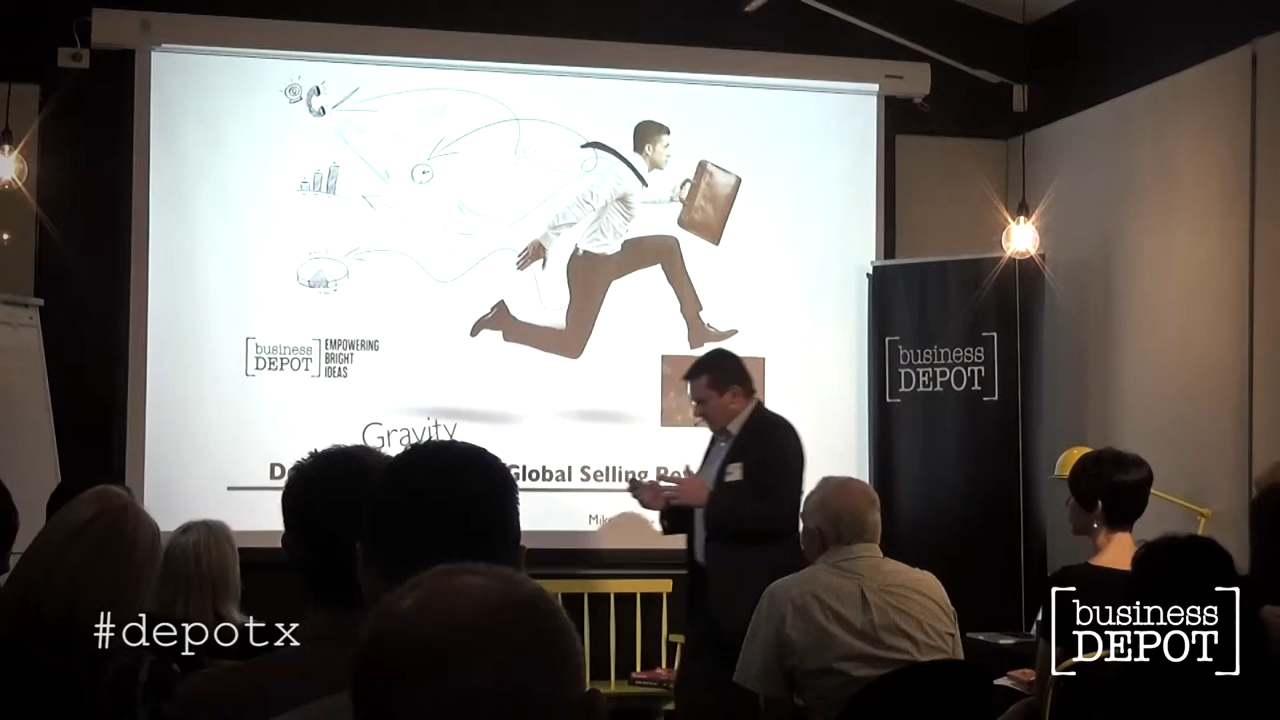 [business
DEPOT]
EMPOWERING
BRIGHT
IDEAS
[business
DEPOT]
Gravity
Global Selling
#depotx
[business
DEPOT]